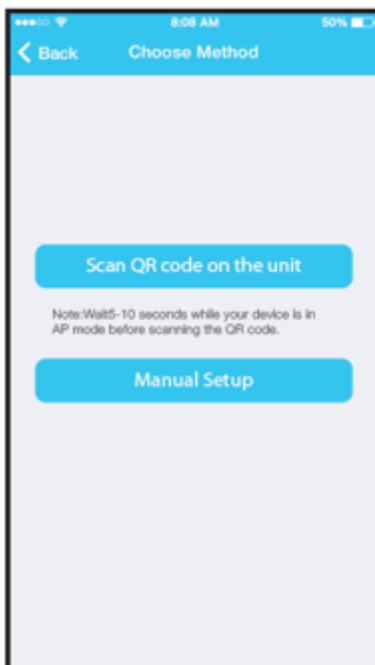 8:08 AM 50%
Back Choose Method
Scan QR code on the unit
Note:Wait5-10 seconds while your device is in
AP mode before scanning the QR code.
Manual Setup